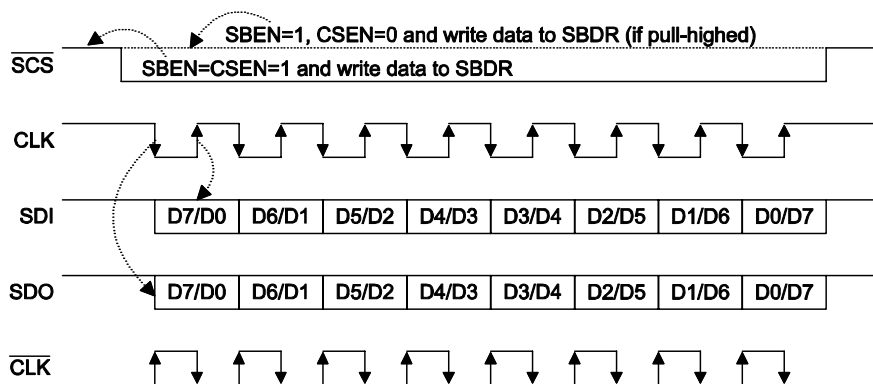 SBEN=1, CSEN=0 and write data to SBDR (if pull-highed)
SCS
SBEN=CSEN=1 and write data to SBDR
CLK
SDI D7/D0 D6/D1 D5/D2 D4/D3 D3/D4 D2/D5 D1/D6 D0/D7
SDO D7/D0 D6/D1 D5/D2 D4/D3 D3/D4 D2/D5 D1/D6 D0/D7
CLK